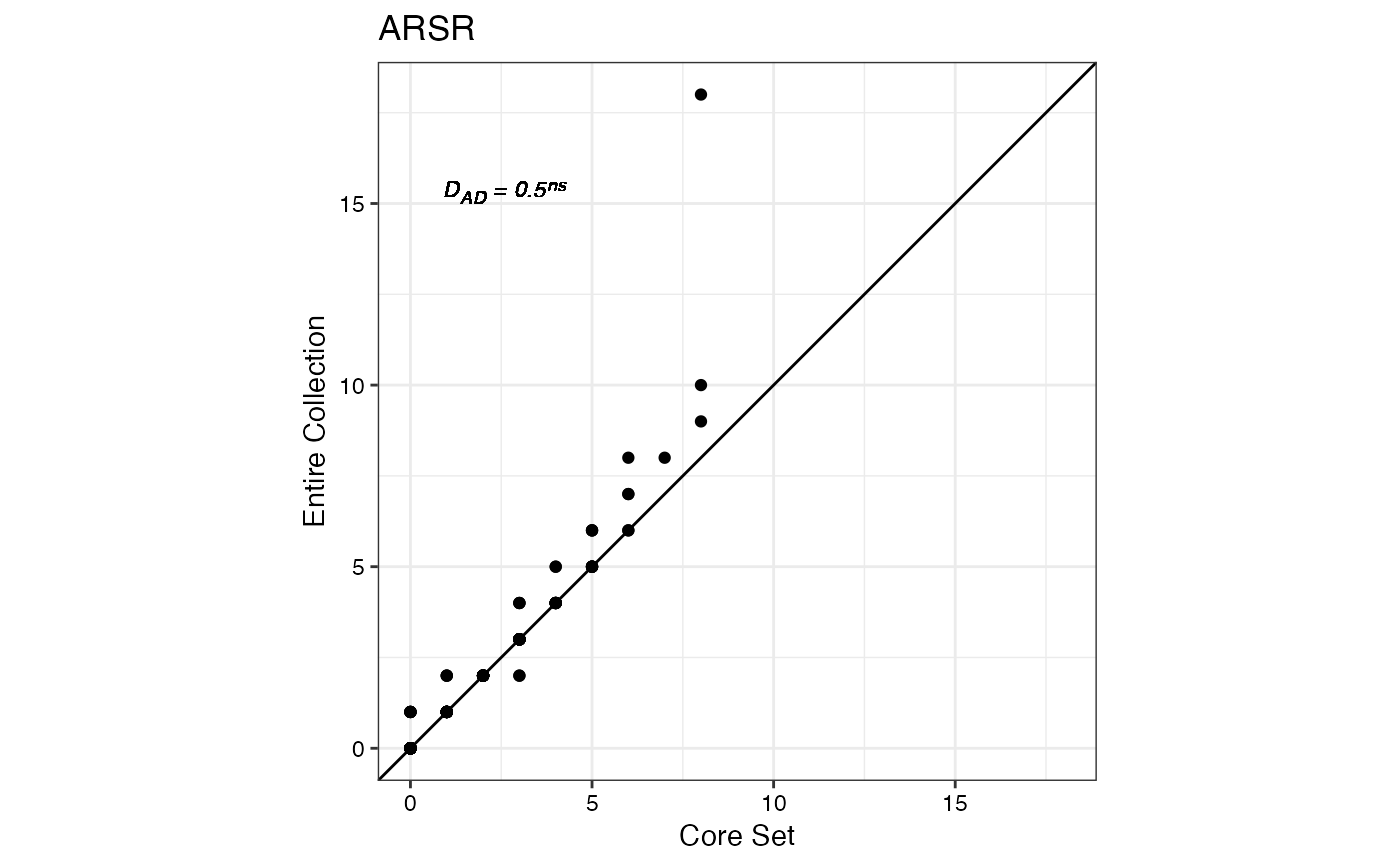 ARSR
D_AD = 0.5^ns
15
10
5
0
Entire Collection
0 5 10 15
Core Set